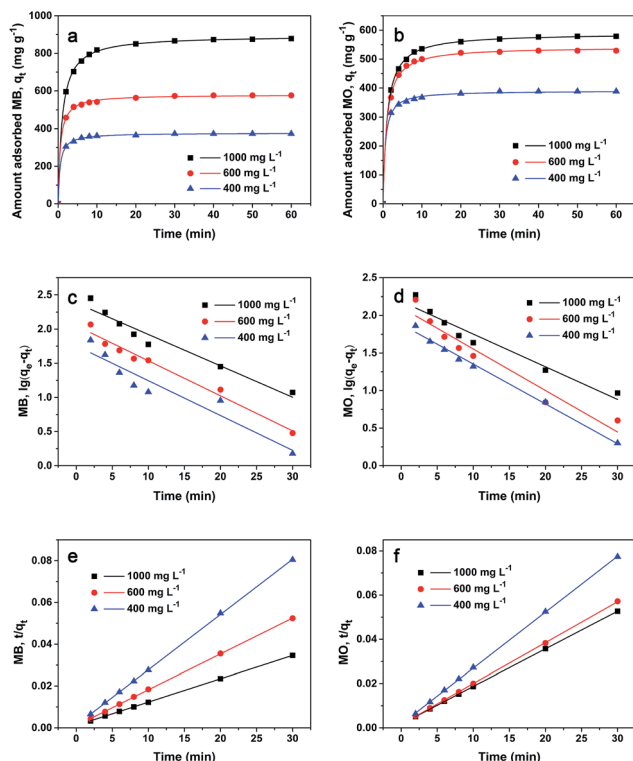 a
Amount adsorbed MB, qt (mg g-1)
1000
800
600
400
200
0
1000 mg L-1
600 mg L-1
400 mg L-1
0 10 20 30 40 50 60
Time (min)
b
Amount adsorbed MO, qt (mg g-1)
600
500
400
300
200
100
0
1000 mg L-1
600 mg L-1
400 mg L-1
0 10 20 30 40 50 60
Time (min)
c
MB, lg(qe-qt)
2.5
2.0
1.5
1.0
0.5
0.0
1000 mg L-1
600 mg L-1
400 mg L-1
0 5 10 15 20 25 30
Time (min)
d
MO, lg(qe-qt)
2.5
2.0
1.5
1.0
0.5
0.0
1000 mg L-1
600 mg L-1
400 mg L-1
0 5 10 15 20 25 30
Time (min)
e
MB, t/qt
0.08
0.06
0.04
0.02
0.00
1000 mg L-1
600 mg L-1
400 mg L-1
0 5 10 15 20 25 30
Time (min)
f
MO, t/qt
0.08
0.06
0.04
0.02
0.00
1000 mg L-1
600 mg L-1
400 mg L-1
0 5 10 15 20 25 30
Time (min)